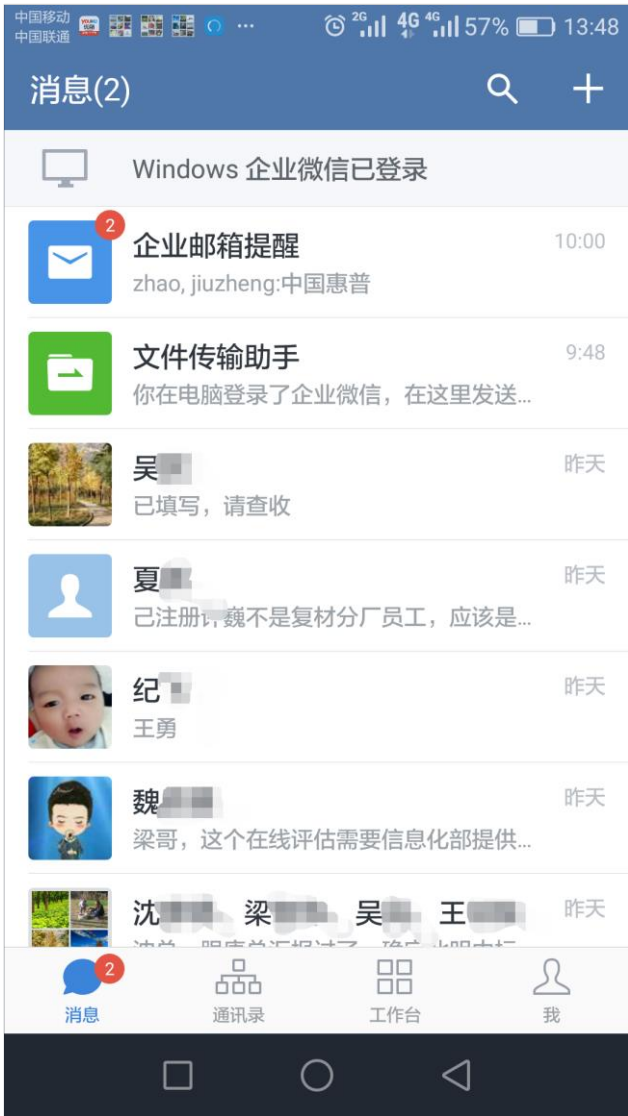 中国移动
中国联通
2G 4G 4G 57% 13:48
消息(2)
Windows 企业微信已登录
2
企业邮箱提醒 10:00
zhao, jiuzheng:中国惠普
文件传输助手 9:48
你在电脑登录了企业微信，在这里发送...
吴 昨天
已填写，请查收
夏 昨天
己注册 巍不是复材分厂员工，应该是...
纪 昨天
王勇
魏 昨天
梁哥，这个在线评估需要信息化部提供...
沈 、梁 、吴 、王 昨天
2
消息 通讯录 工作台 我